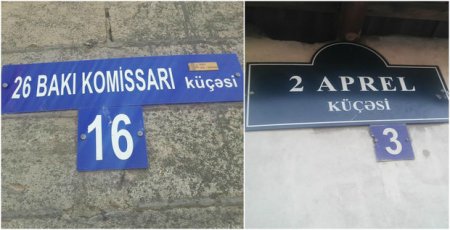 26 BAKI KOMİSSARI küçəsi
16
2 APREL
KÜÇƏSİ
3